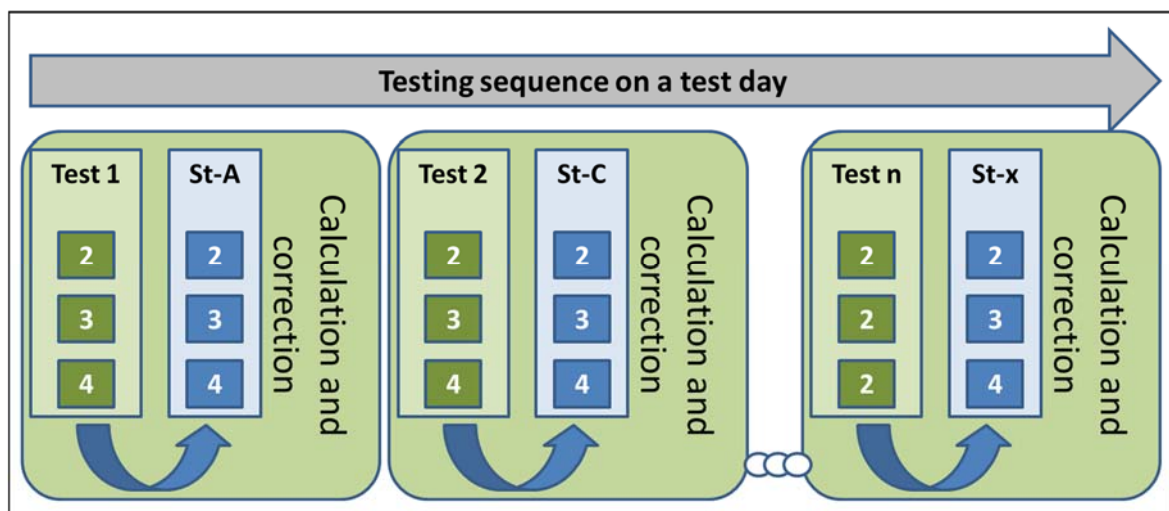 Testing sequence on a test day
Test 1
St-A
2
2
3
3
4
4
Calculation and
correction
Test 2
St-C
2
2
3
3
4
4
Calculation and
correction
Test n
St-x
2
2
2
3
2
4
Calculation and
correction